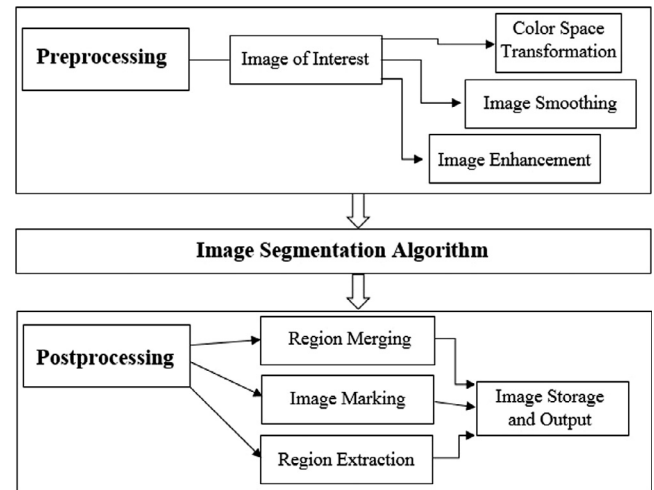 Preprocessing
Image of Interest
Color Space
Transformation
Image Smoothing
Image Enhancement
Image Segmentation Algorithm
Postprocessing
Region Merging
Image Marking
Region Extraction
Image Storage
and Output